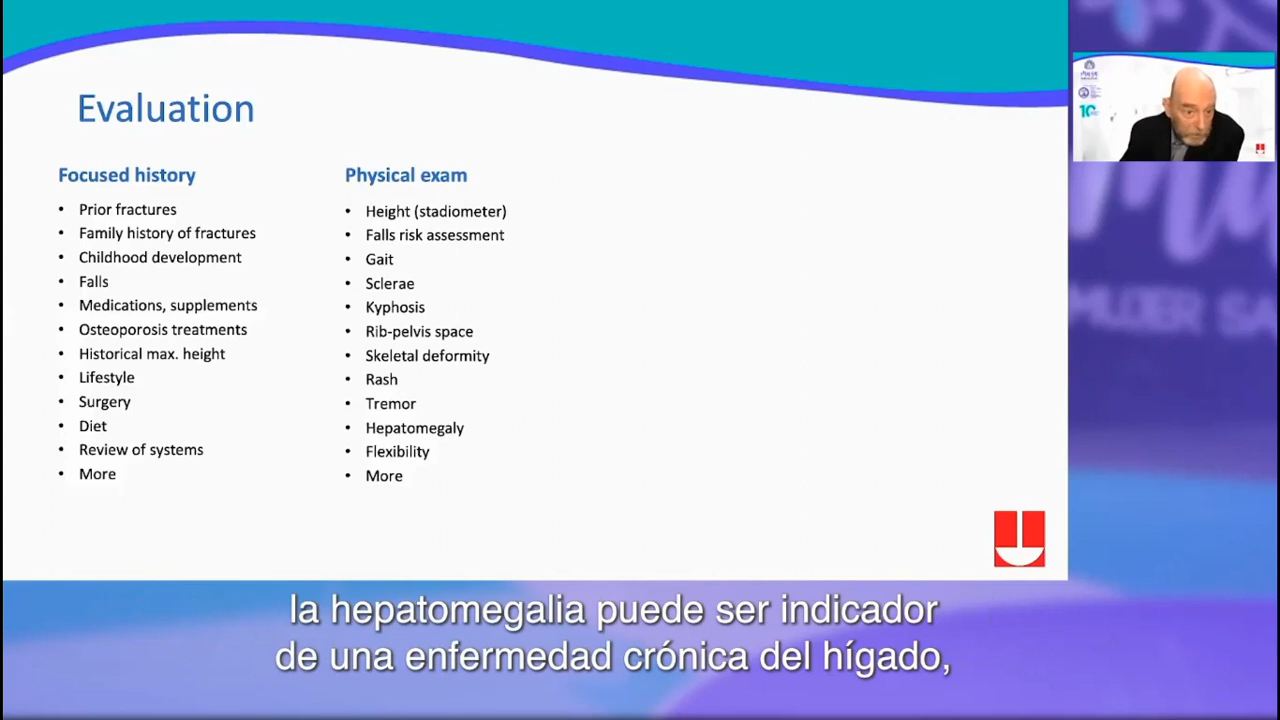 Evaluation
Focused history
• Prior fractures
• Family history of fractures
• Childhood development
• Falls
• Medications, supplements
• Osteoporosis treatments
• Historical max. height
• Lifestyle
• Surgery
• Diet
• Review of systems
• More
Physical exam
• Height (stadiometer)
• Falls risk assessment
• Gait
• Sclerae
• Kyphosis
• Rib-pelvis space
• Skeletal deformity
• Rash
• Tremor
• Hepatomegaly
• Flexibility
• More
10
MUJER SA
la hepatomegalia puede ser indicador
de una enfermedad crónica del hígado,